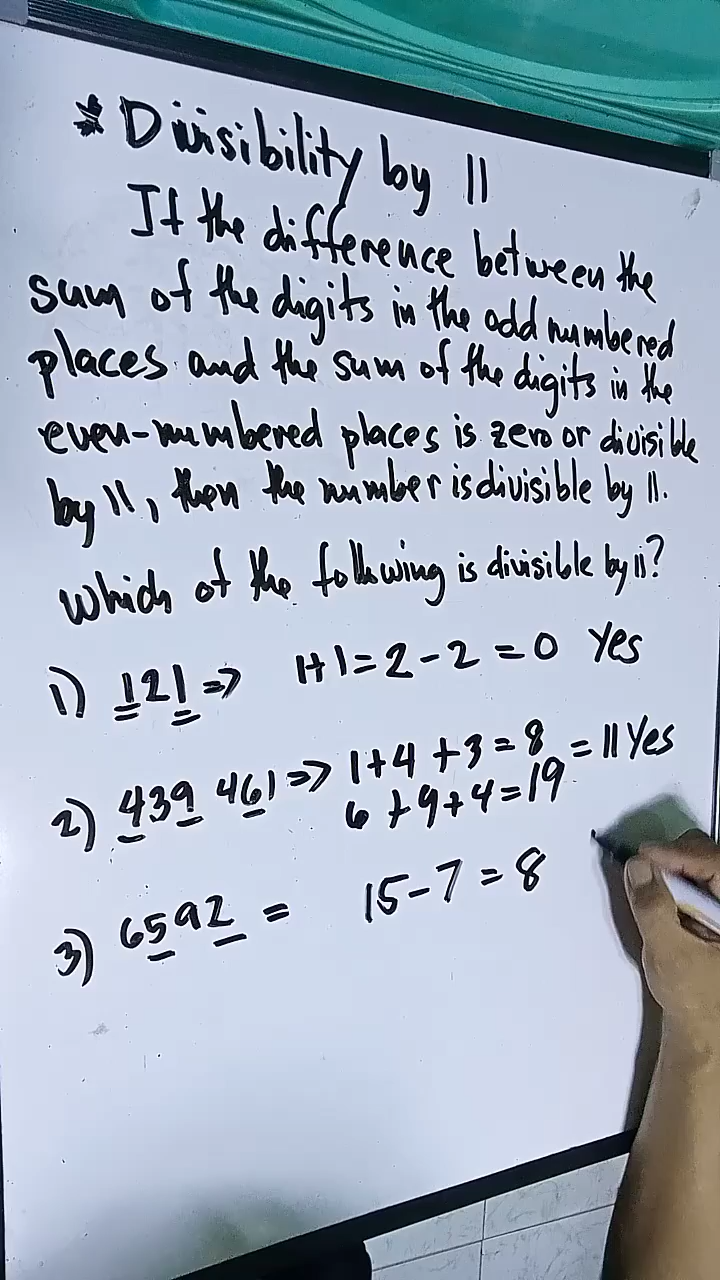 * Divisibility by 11
If the difference between the
sum of the digits in the odd numbered
places and the sum of the digits in the
even-numbered places is zero or divisible
by 11, then the number is divisible by 11.
Which of the following is divisible by 11?
1) 121 => 1+1=2-2=0 Yes
2) 439 461 => 1+4+3=8 = 11 Yes
6+9+4=19
3) 6592 = 15-7=8